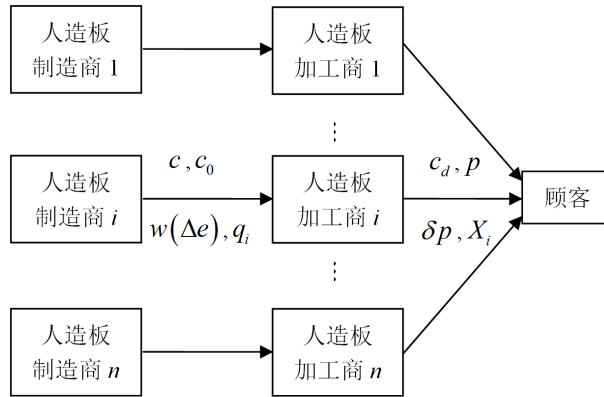 人造板
制造商 1
人造板
加工商 1
⋮
人造板
制造商 i
c , c₀
w(Δe), qᵢ
人造板
加工商 i
c_d , p
δp , Xᵢ
顾客
⋮
人造板
制造商 n
人造板
加工商 n